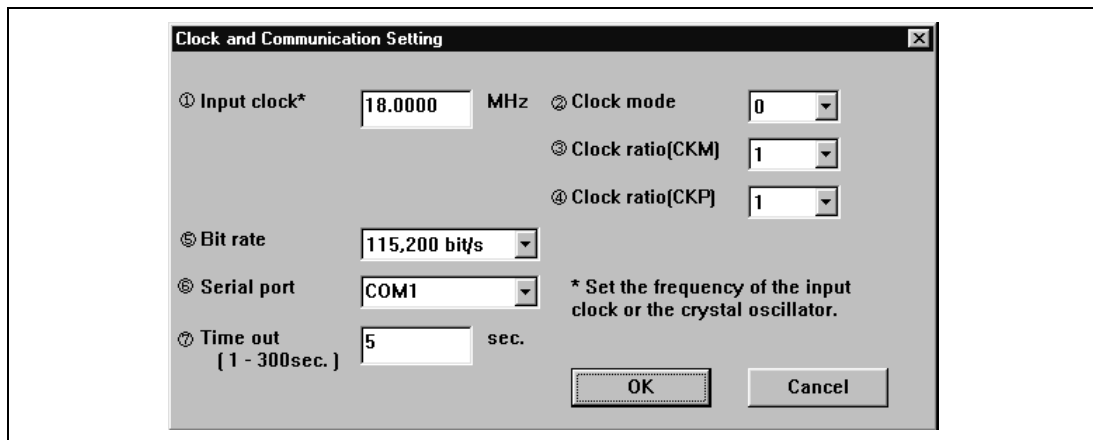 Clock and Communication Setting
① Input clock* 18.0000 MHz ② Clock mode 0
③ Clock ratio(CKM) 1
④ Clock ratio(CKP) 1
⑤ Bit rate 115,200 bit/s
⑥ Serial port COM1 * Set the frequency of the input
clock or the crystal oscillator.
⑦ Time out 5 sec.
( 1 - 300sec. )
OK Cancel